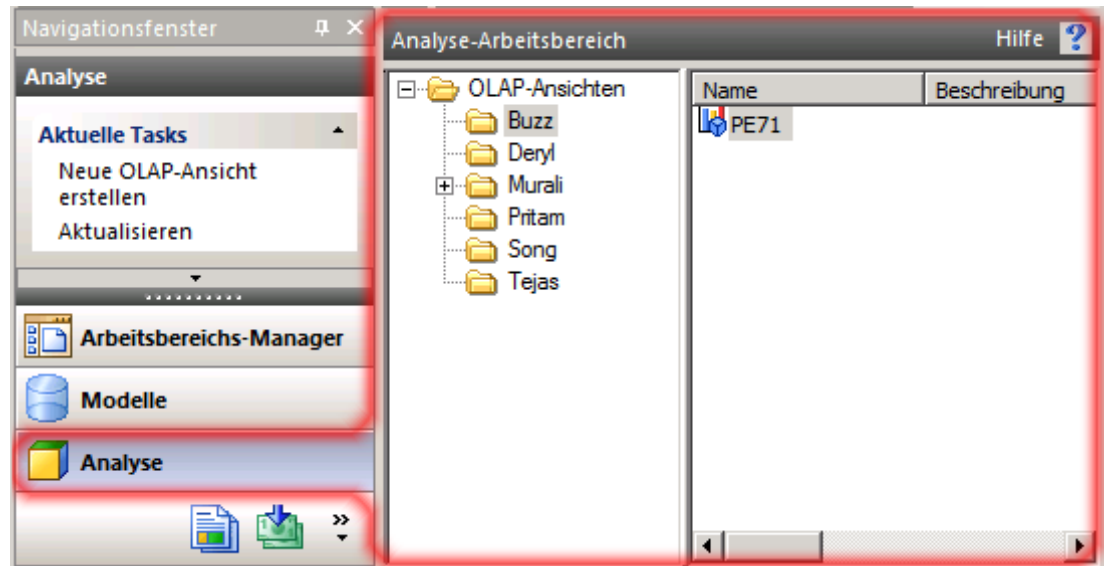 Navigationsfenster
Analyse
Aktuelle Tasks
Neue OLAP-Ansicht
erstellen
Aktualisieren
Arbeitsbereichs-Manager
Modelle
Analyse
Analyse-Arbeitsbereich
Hilfe ?
OLAP-Ansichten
Buzz
Deryl
Murali
Pritam
Song
Tejas
Name Beschreibung
PE71